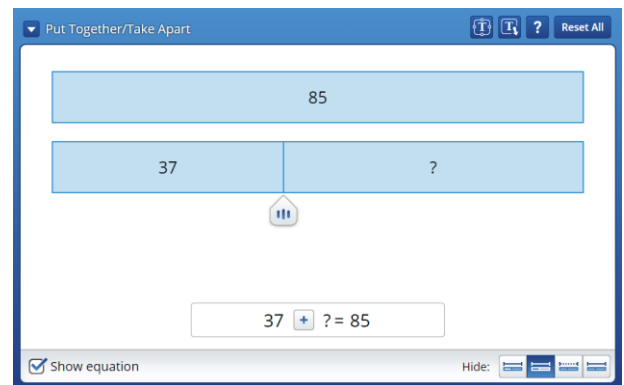 Put Together/Take Apart
T
T
?
Reset All
85
37
?
37 + ? = 85
Show equation
Hide: